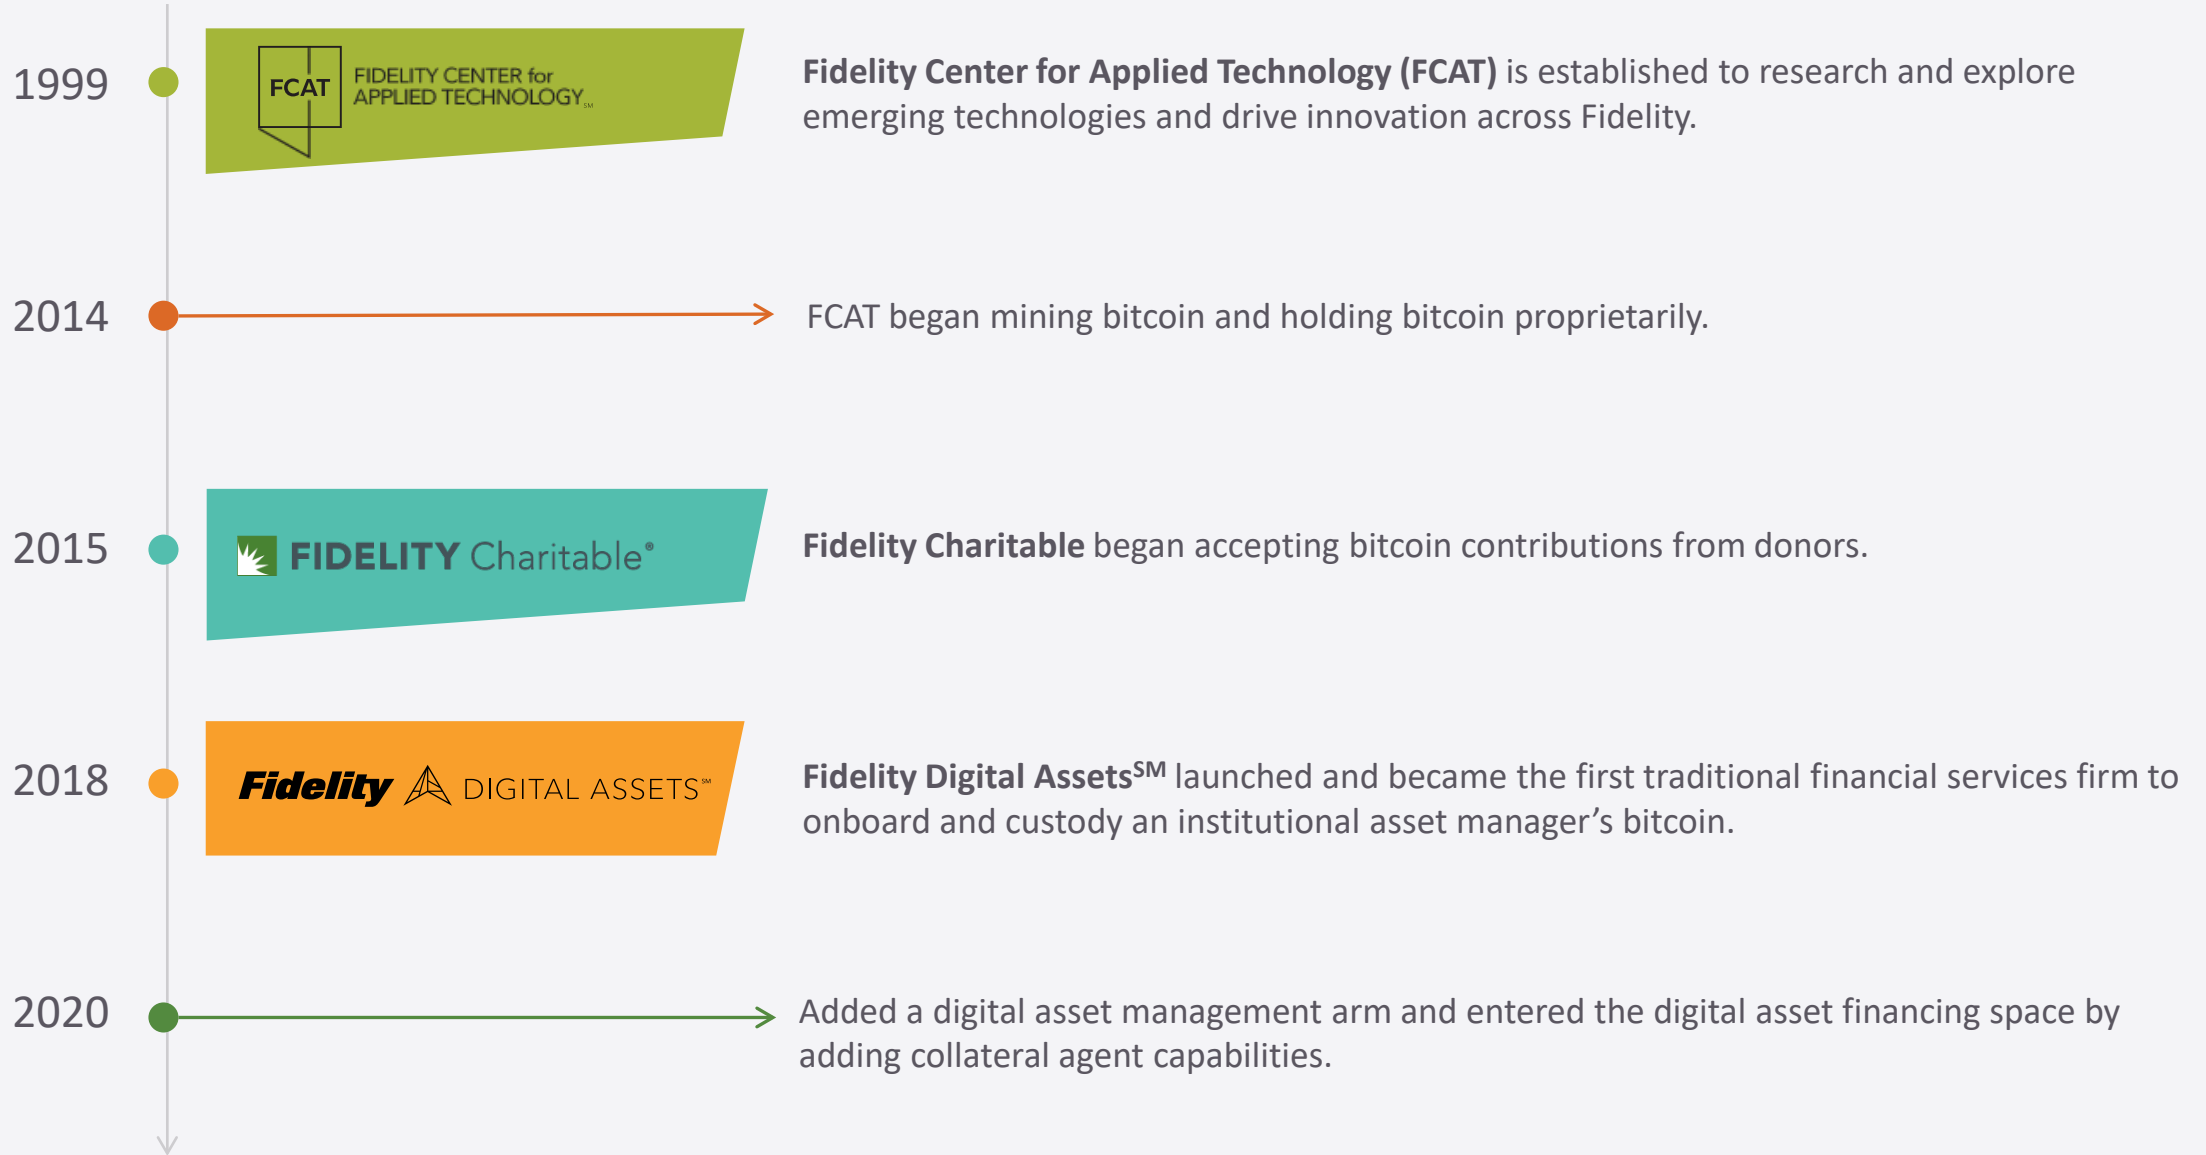 1999
FCAT
FIDELITY CENTER for
APPLIED TECHNOLOGY℠
Fidelity Center for Applied Technology (FCAT) is established to research and explore
emerging technologies and drive innovation across Fidelity.
2014
FCAT began mining bitcoin and holding bitcoin proprietarily.
2015
FIDELITY Charitable®
Fidelity Charitable began accepting bitcoin contributions from donors.
2018
Fidelity DIGITAL ASSETS℠
Fidelity Digital Assets℠ launched and became the first traditional financial services firm to
onboard and custody an institutional asset manager’s bitcoin.
2020
Added a digital asset management arm and entered the digital asset financing space by
adding collateral agent capabilities.